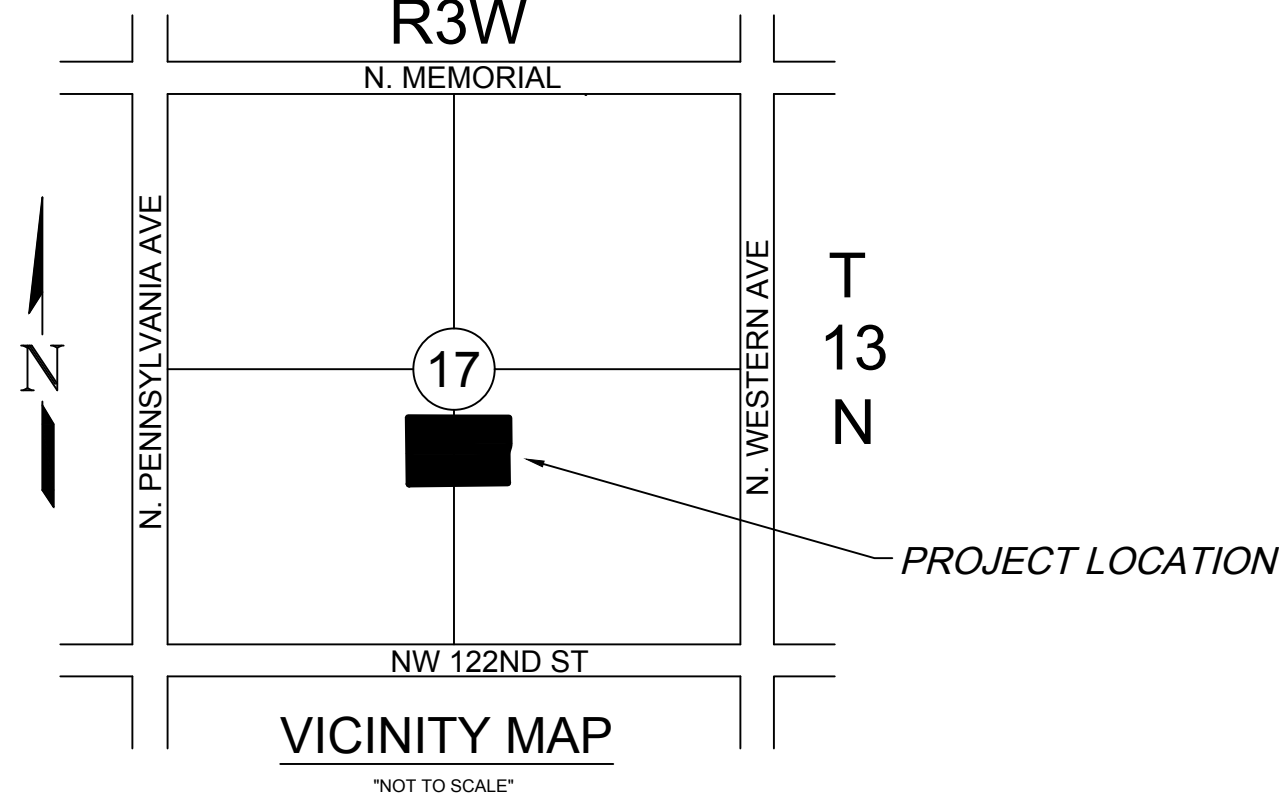 R3W
N. MEMORIAL
N. PENNSYLVANIA AVE
N. WESTERN AVE
T
13
N
N
17
PROJECT LOCATION
NW 122ND ST
VICINITY MAP
"NOT TO SCALE"